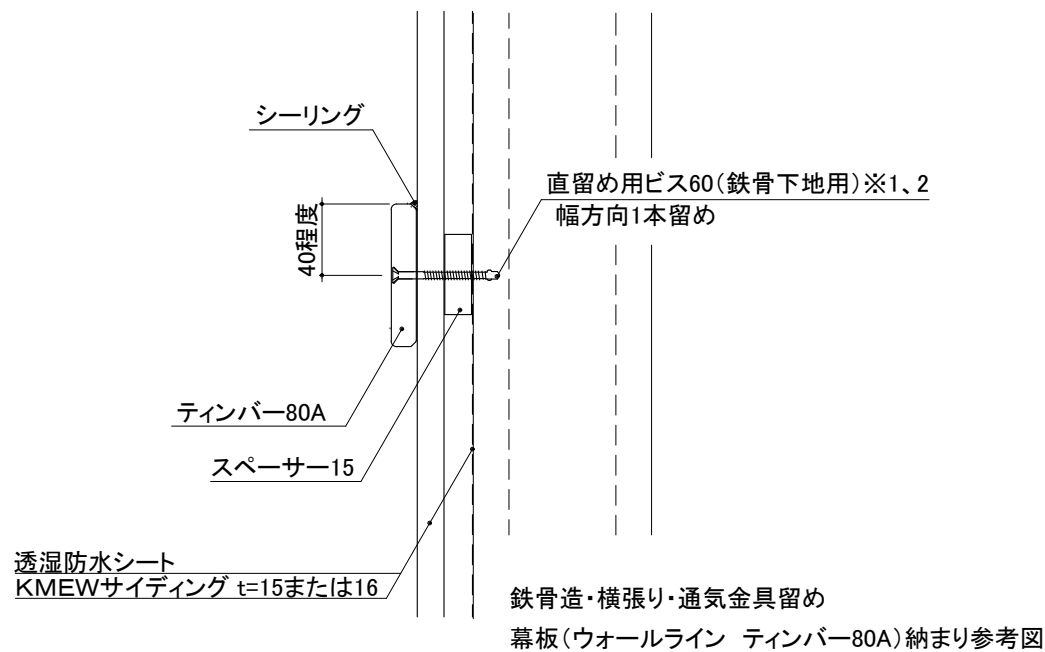 シーリング
直留め用ビス60(鉄骨下地用)※1、2
幅方向1本留め
40程度
ティンバー80A
スペーサー15
透湿防水シート
KMEWサイディング t=15または16
鉄骨造・横張り・通気金具留め
幕板(ウォールライン ティンバー80A)納まり参考図